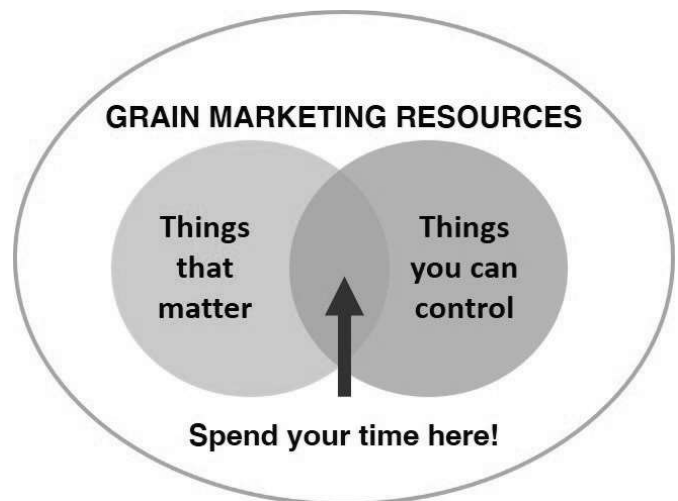 GRAIN MARKETING RESOURCES
Things
that
matter
Things
you can
control
Spend your time here!